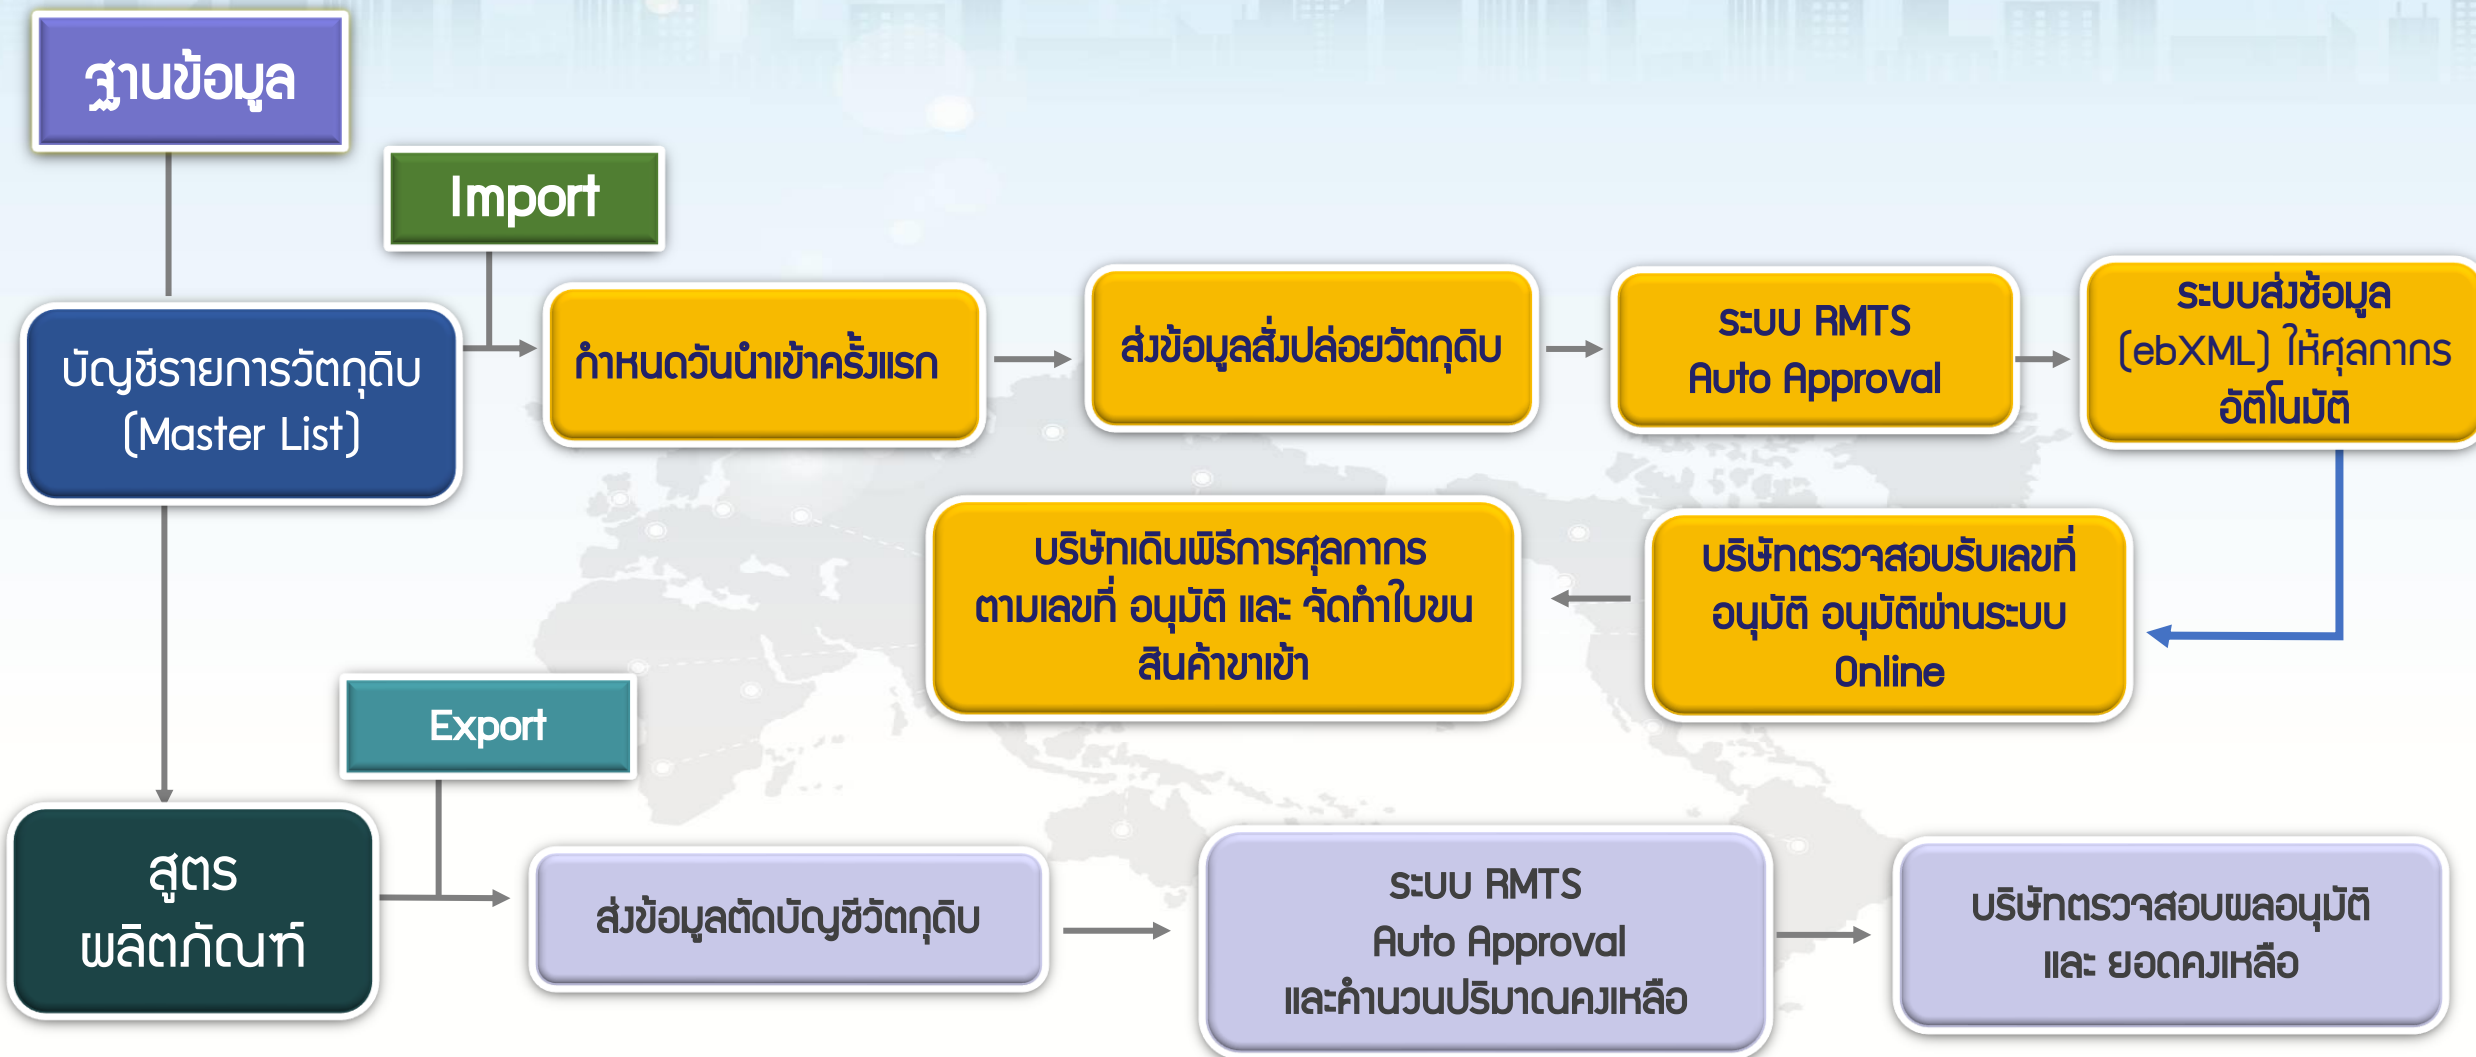 ฐานข้อมูล
Import
บัญชีรายการวัตถุดิบ
(Master List)
กำหนดวันนำเข้าครั้งแรก
ส่งข้อมูลสั่งปล่อยวัตถุดิบ
ระบบ RMTS
Auto Approval
ระบบส่งช้อมูล
(ebXML) ให้ศุลกากร
อัติโนมัติ
บริษัทตรวจสอบรับเลขที่
อนุมัติ อนุมัติผ่านระบบ
Online
บริษัทเดินพิธีการศุลกากร
ตามเลขที่ อนุมัติ และ จัดทำใบขน
สินค้าขาเข้า
Export
สูตร
ผลิตภัณฑ์
ส่งข้อมูลตัดบัญชีวัตถุดิบ
ระบบ RMTS
Auto Approval
และคำนวนปริมาณคงเหลือ
บริษัทตรวจสอบผลอนุมัติ
และ ยอดคงเหลือ